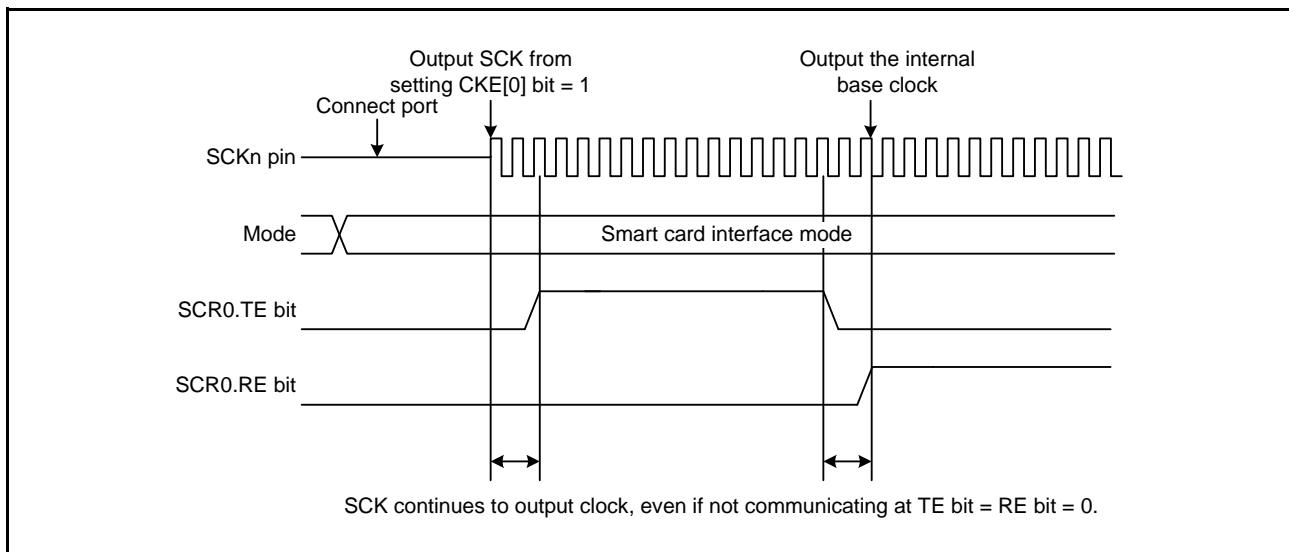 Output SCK from
setting CKE[0] bit = 1
Output the internal
base clock
Connect port
SCKn pin
Mode
Smart card interface mode
SCR0.TE bit
SCR0.RE bit
SCK continues to output clock, even if not communicating at TE bit = RE bit = 0.